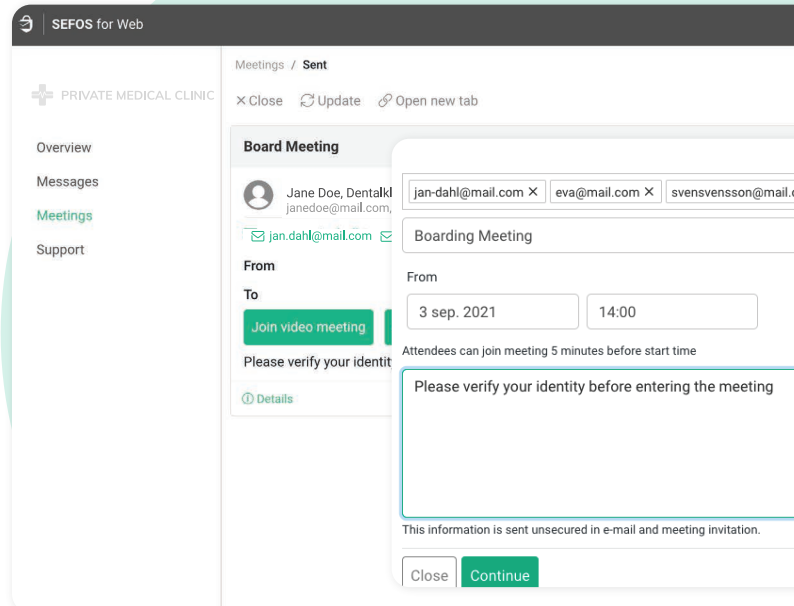 SEFOS for Web
PRIVATE MEDICAL CLINIC
Overview
Messages
Meetings
Support
Meetings / Sent
Close Update Open new tab
Board Meeting
Jane Doe,
janedoe@mail.com,
jan.dahl@mail.com
From
To
Join video meeting
Please verify your
Details
jan-dahl@mail.com × eva@mail.com ×
Boarding Meeting
From
3 sep. 2021 14:00
Attendees can join meeting 5 minutes before start time
Please verify your identity before entering the meeting
This information is sent unsecured in e-mail and meeting invitation.
Close Continue